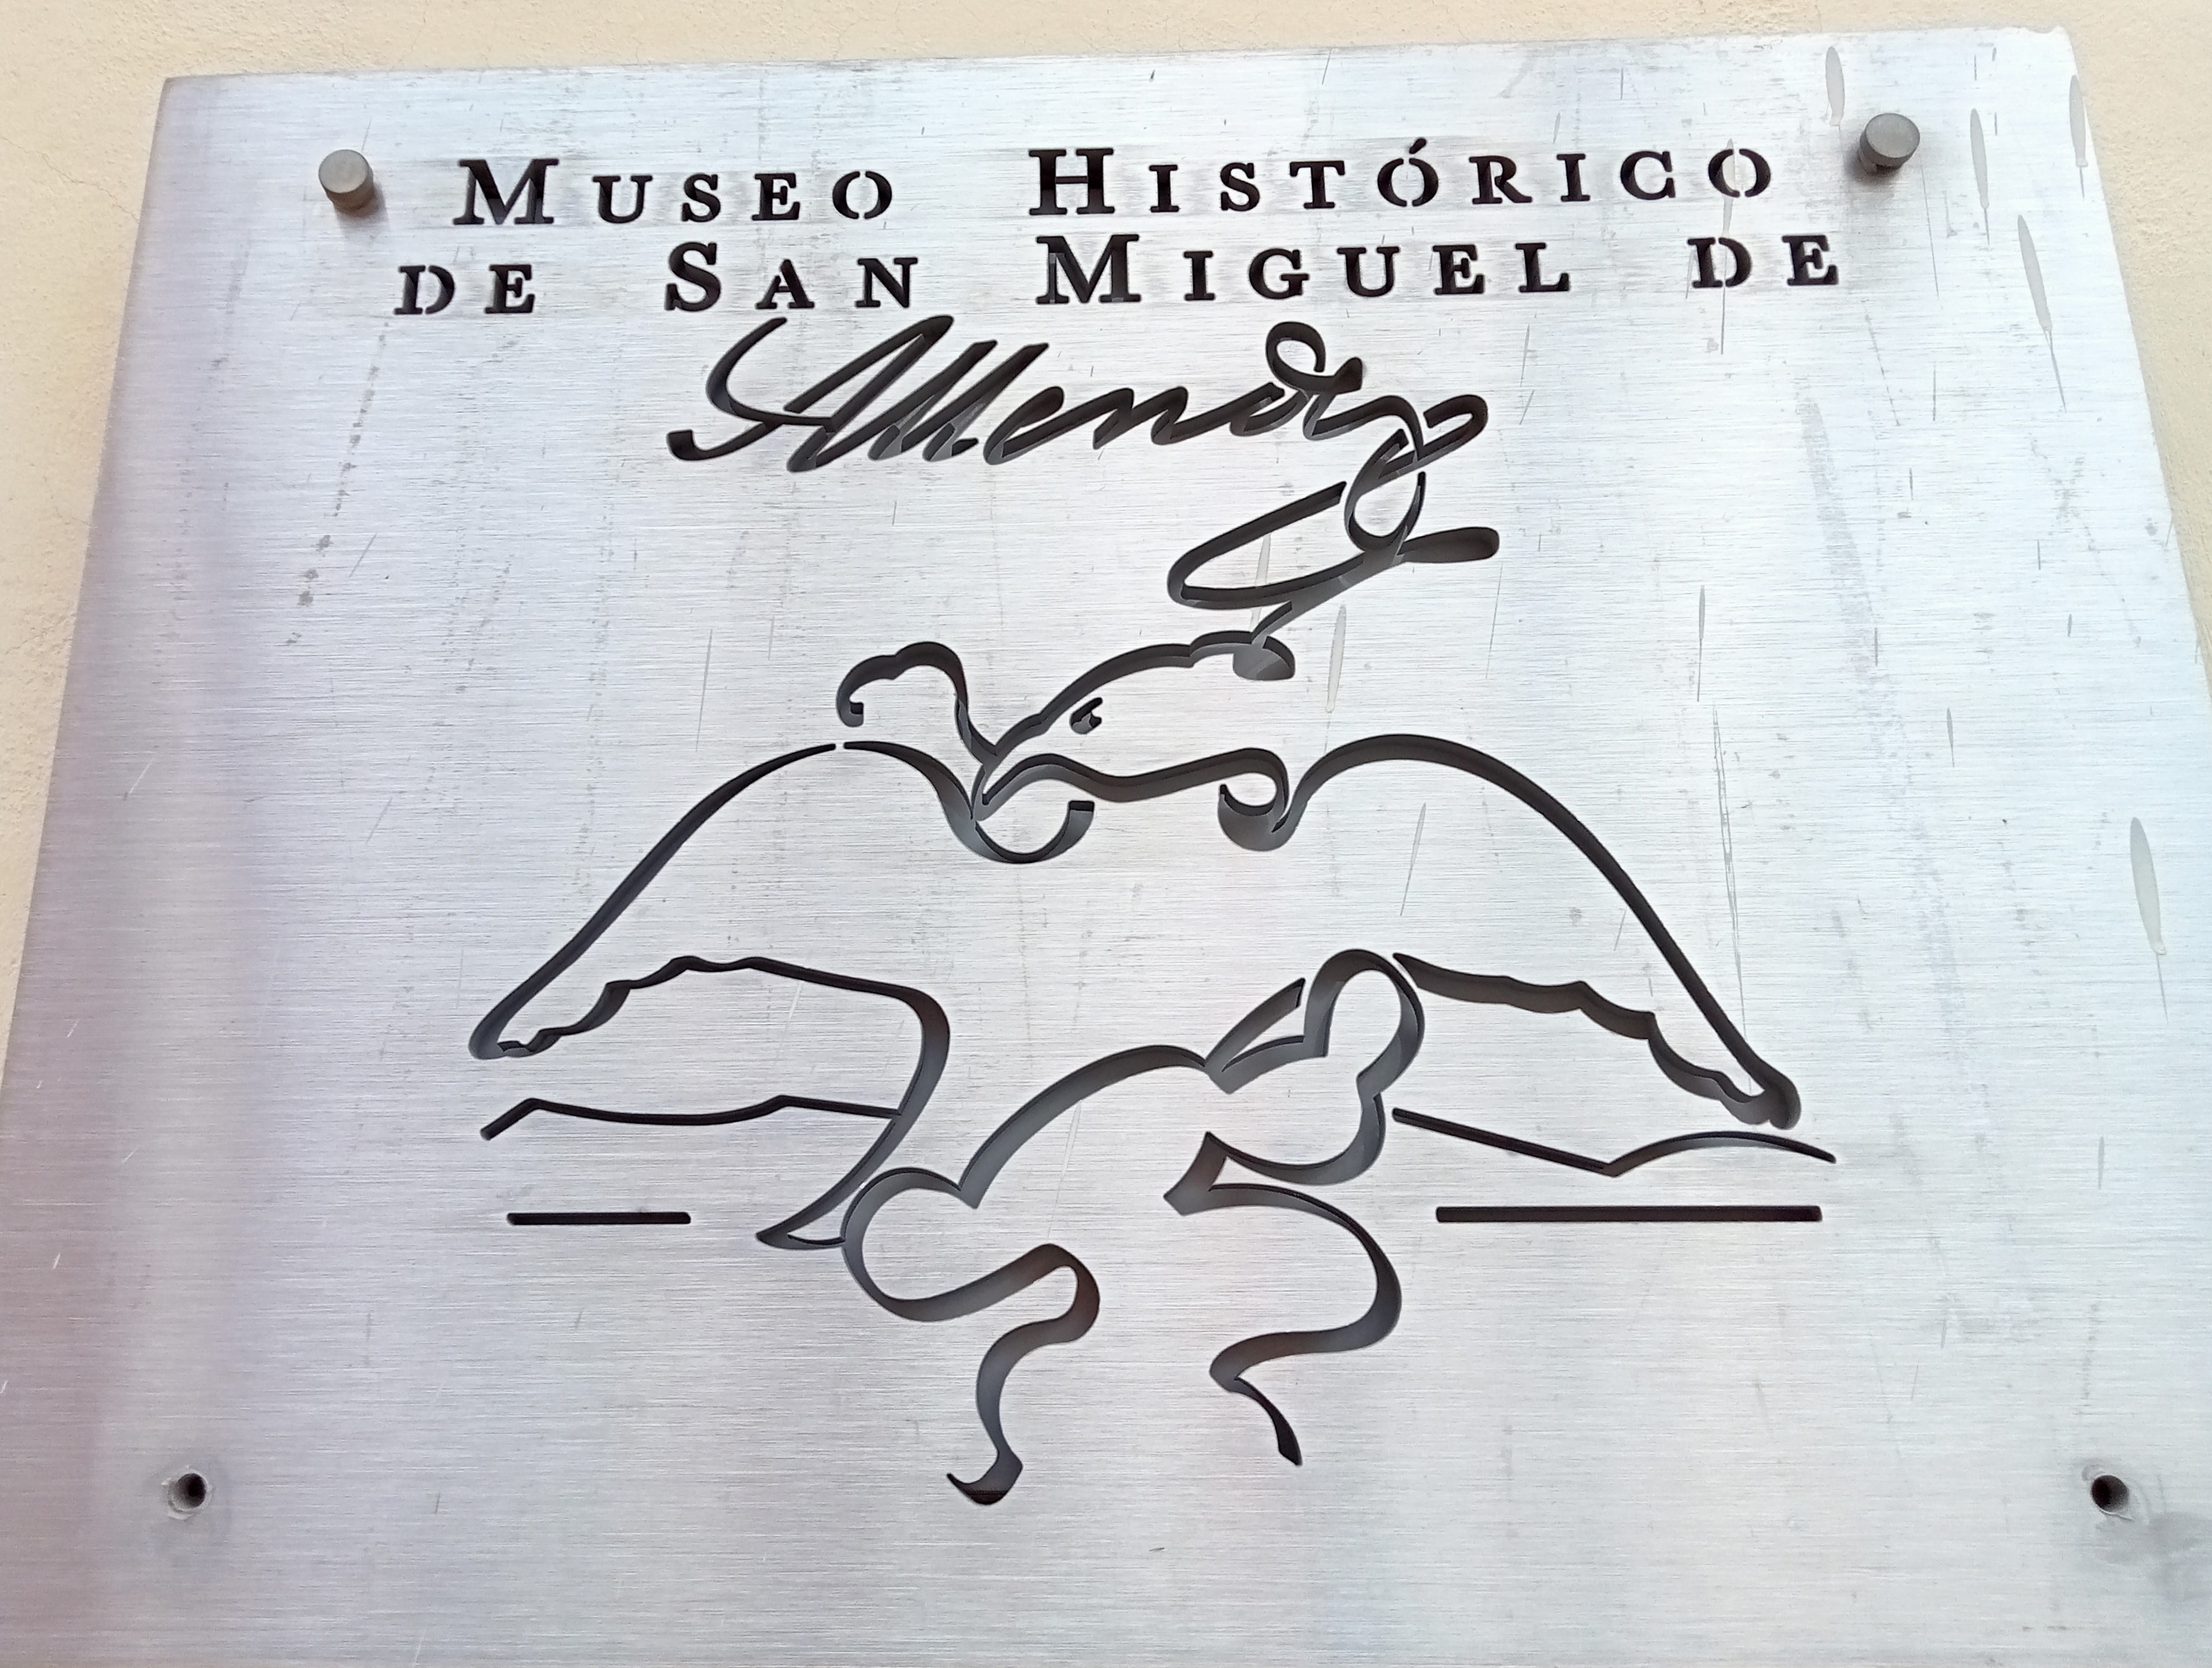 MUSEO HISTÓRICO
DE SAN MIGUEL DE
Allende